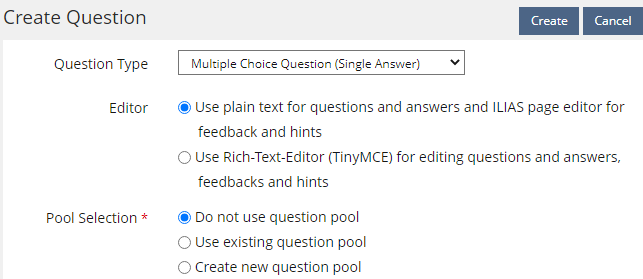 Create Question
Create
Cancel
Question Type
Multiple Choice Question (Single Answer)
Editor
Use plain text for questions and answers and ILIAS page editor for
feedback and hints
Use Rich-Text-Editor (TinyMCE) for editing questions and answers,
feedbacks and hints
Pool Selection *
Do not use question pool
Use existing question pool
Create new question pool